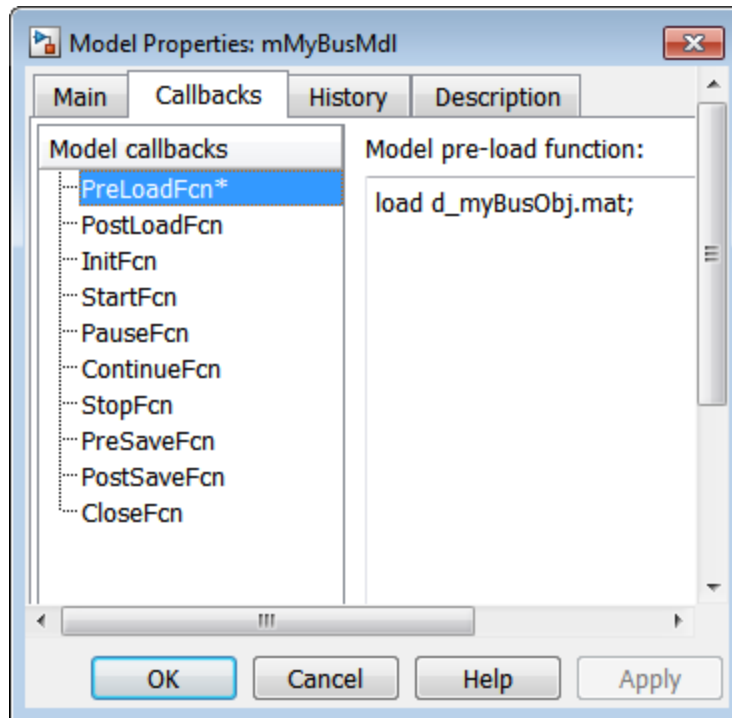 Model Properties: mMyBusMdl
Main Callbacks History Description
Model callbacks
PreLoadFcn*
PostLoadFcn
InitFcn
StartFcn
PauseFcn
ContinueFcn
StopFcn
PreSaveFcn
PostSaveFcn
CloseFcn
Model pre-load function:
load d_myBusObj.mat;
OK Cancel Help Apply